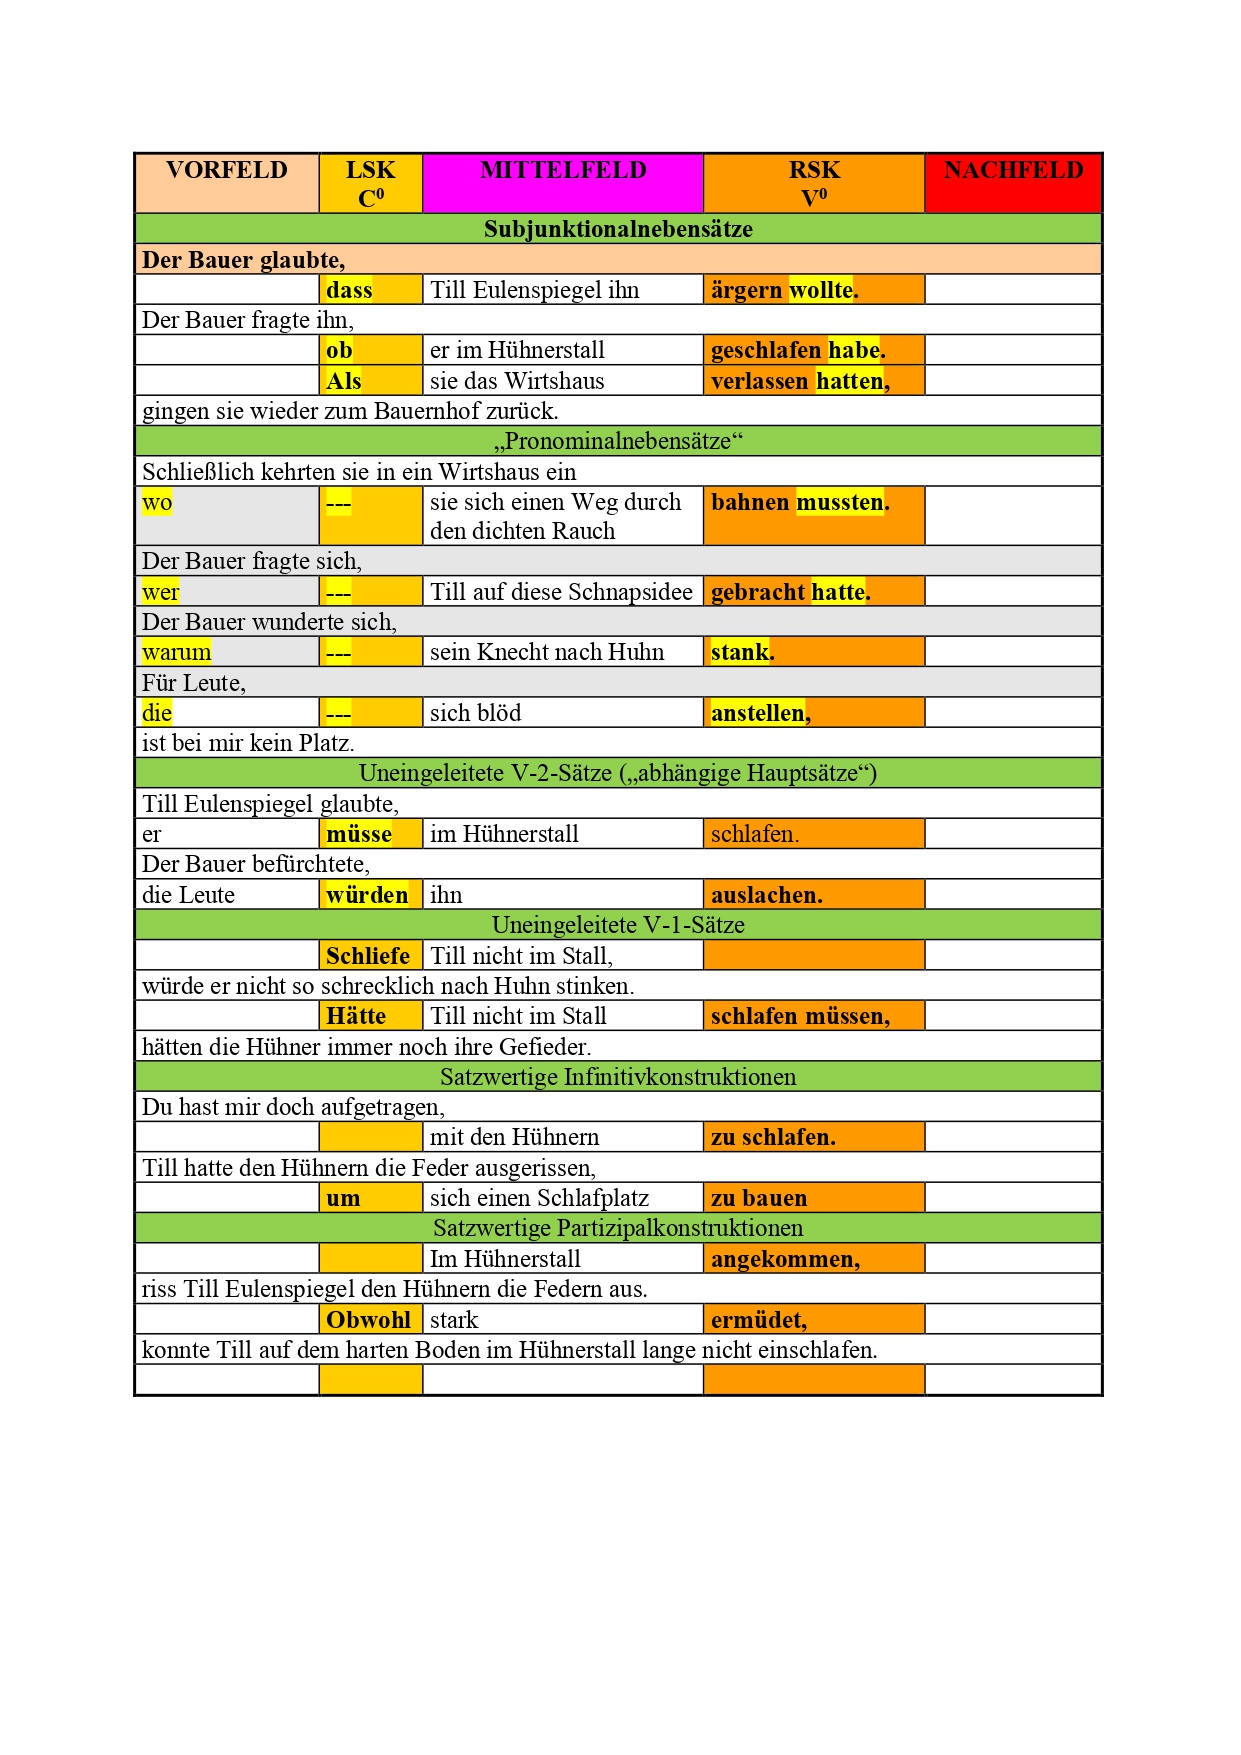 VORFELD LSK MITTELFELD RSK NACHFELD
C⁰ V⁰
Subjunktionalnebensätze
Der Bauer glaubte,
dass Till Eulenspiegel ihn ärgern wollte.
Der Bauer fragte ihn,
ob er im Hühnerstall geschlafen habe.
Als sie das Wirtshaus verlassen hatten,
gingen sie wieder zum Bauernhof zurück.
„Pronominalnebensätze“
Schließlich kehrten sie in ein Wirtshaus ein
wo --- sie sich einen Weg durch bahnen mussten.
den dichten Rauch
Der Bauer fragte sich,
wer --- Till auf diese Schnapsidee gebracht hatte.
Der Bauer wunderte sich,
warum --- sein Knecht nach Huhn stank.
Für Leute,
die --- sich blöd anstellen,
ist bei mir kein Platz.
Uneingeleitete V-2-Sätze („abhängige Hauptsätze“)
Till Eulenspiegel glaubte,
er müsse im Hühnerstall schlafen.
Der Bauer befürchtete,
die Leute würden ihn auslachen.
Uneingeleitete V-1-Sätze
Schliefe Till nicht im Stall,
würde er nicht so schrecklich nach Huhn stinken.
Hätte Till nicht im Stall schlafen müssen,
hätten die Hühner immer noch ihre Gefieder.
Satzwertige Infinitivkonstruktionen
Du hast mir doch aufgetragen,
mit den Hühnern zu schlafen.
Till hatte den Hühnern die Feder ausgerissen,
um sich einen Schlafplatz zu bauen
Satzwertige Partizipalkonstruktionen
Im Hühnerstall angekommen,
riss Till Eulenspiegel den Hühnern die Federn aus.
Obwohl stark ermüdet,
konnte Till auf dem harten Boden im Hühnerstall lange nicht einschlafen.